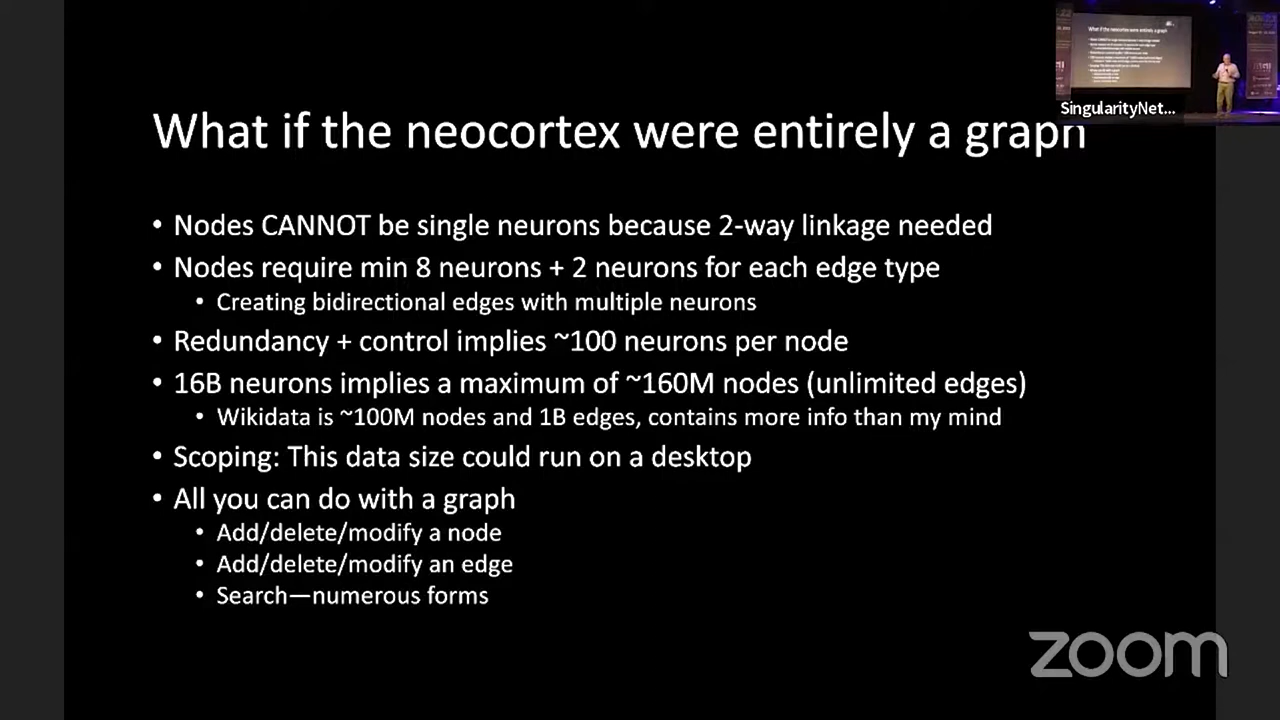 What if the neocortex were entirely a graph
SingularityNet...
• Nodes CANNOT be single neurons because 2-way linkage needed
• Nodes require min 8 neurons + 2 neurons for each edge type
• Creating bidirectional edges with multiple neurons
• Redundancy + control implies ~100 neurons per node
• 16B neurons implies a maximum of ~160M nodes (unlimited edges)
• Wikidata is ~100M nodes and 1B edges, contains more info than my mind
• Scoping: This data size could run on a desktop
• All you can do with a graph
• Add/delete/modify a node
• Add/delete/modify an edge
• Search—numerous forms
zoom